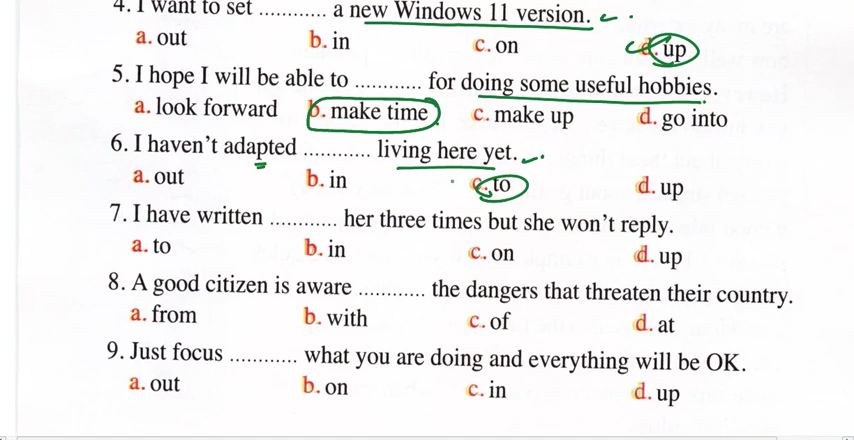 4. I want to set ............ a new Windows 11 version.
a. out b. in c. on d. up
5. I hope I will be able to ............ for doing some useful hobbies.
a. look forward b. make time c. make up d. go into
6. I haven't adapted ............ living here yet.
a. out b. in c. to d. up
7. I have written ............ her three times but she won't reply.
a. to b. in c. on d. up
8. A good citizen is aware ............ the dangers that threaten their country.
a. from b. with c. of d. at
9. Just focus ............ what you are doing and everything will be OK.
a. out b. on c. in d. up